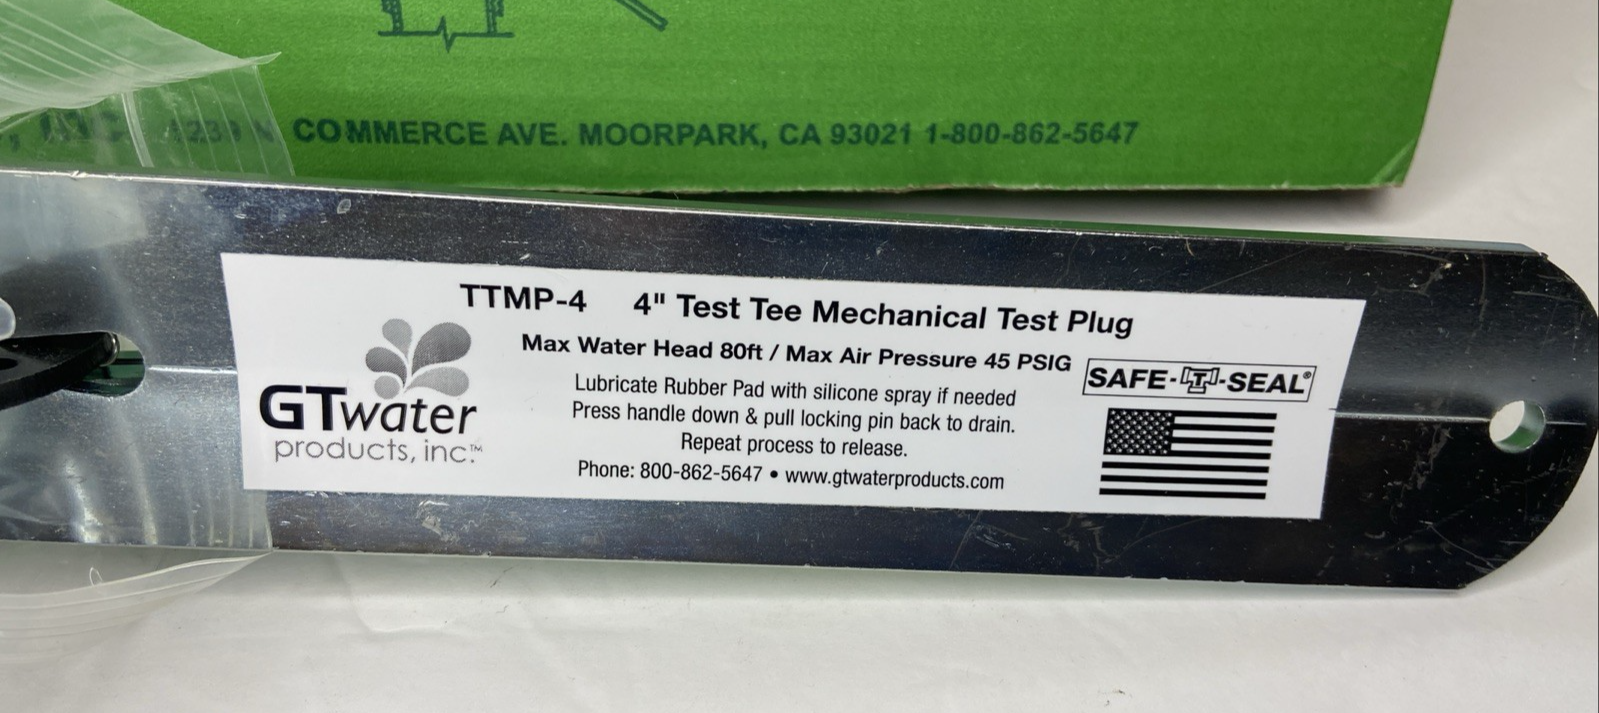 , INC. 1239 N. COMMERCE AVE. MOORPARK, CA 93021 1-800-862-5647
TTMP-4 4" Test Tee Mechanical Test Plug
Max Water Head 80ft / Max Air Pressure 45 PSIG
Lubricate Rubber Pad with silicone spray if needed
Press handle down & pull locking pin back to drain.
Repeat process to release.
Phone: 800-862-5647 • www.gtwaterproducts.com
GTwater
products, inc.™
SAFE-T-SEAL®